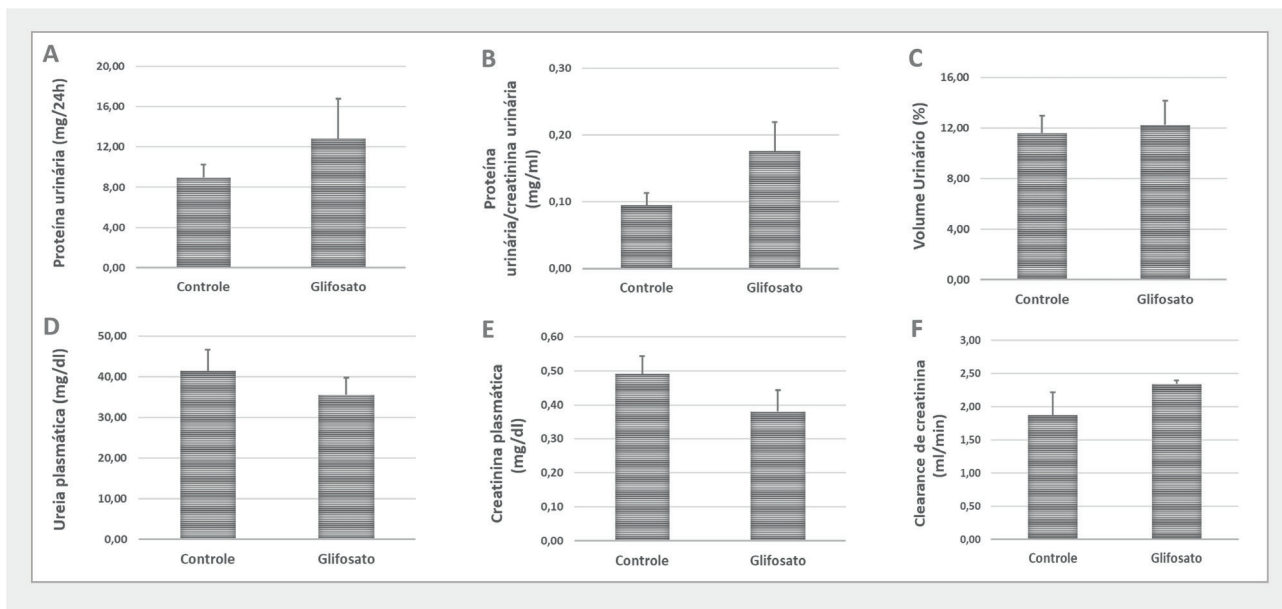 A
Proteína urinária (mg/24h)
20,00
16,00
12,00
8,00
4,00
0,00
Controle
Glifosato
B
Proteína
urinária/creatinina urinária
(mg/ml)
0,30
0,20
0,10
0,00
Controle
Glifosato
C
Volume Urinário (%)
16,00
12,00
8,00
4,00
0,00
Controle
Glifosato
D
Ureia plasmática (mg/dl)
50,00
40,00
30,00
20,00
10,00
0,00
Controle
Glifosato
E
Creatinina plasmática
(mg/dl)
0,60
0,50
0,40
0,30
0,20
0,10
0,00
Controle
Glifosato
F
Clearance de creatinina
(ml/min)
3,00
2,50
2,00
1,50
1,00
0,50
0,00
Controle
Glifosato